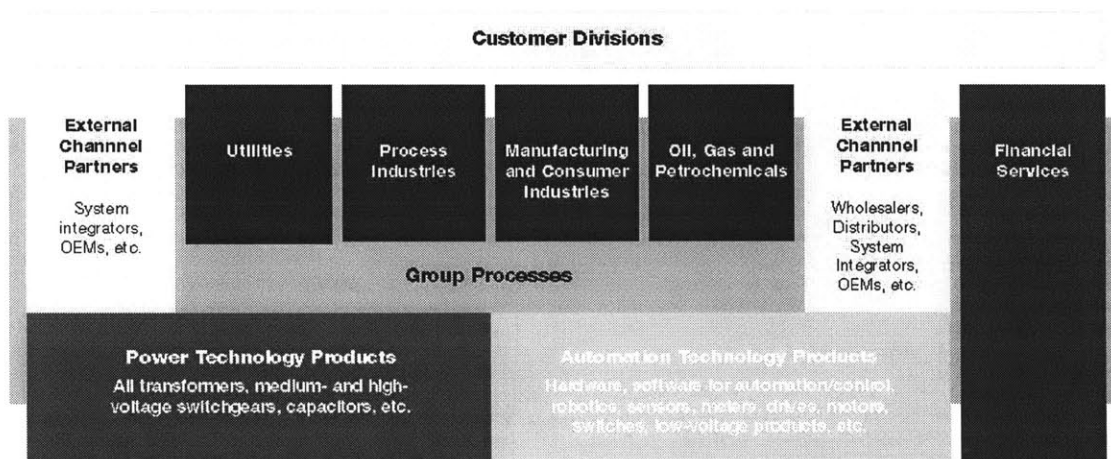 Customer Divisions
External
Channnel
Partners
System
integrators,
OEMs, etc.
Utilities
Process
Industries
Manufacturing
and Consumer
Industries
Oil, Gas and
Petrochemicals
External
Channnel
Partners
Wholesalers,
Distributors,
System
Integrators,
OEMs, etc.
Financial
Services
Group Processes
Power Technology Products
All transformers, medium- and high-
voltage switchgears, capacitors, etc.
Automation Technology Products
Hardware, software for automation/control,
robotics, sensors, meters, drives, motors,
switches, low-voltage products, etc.